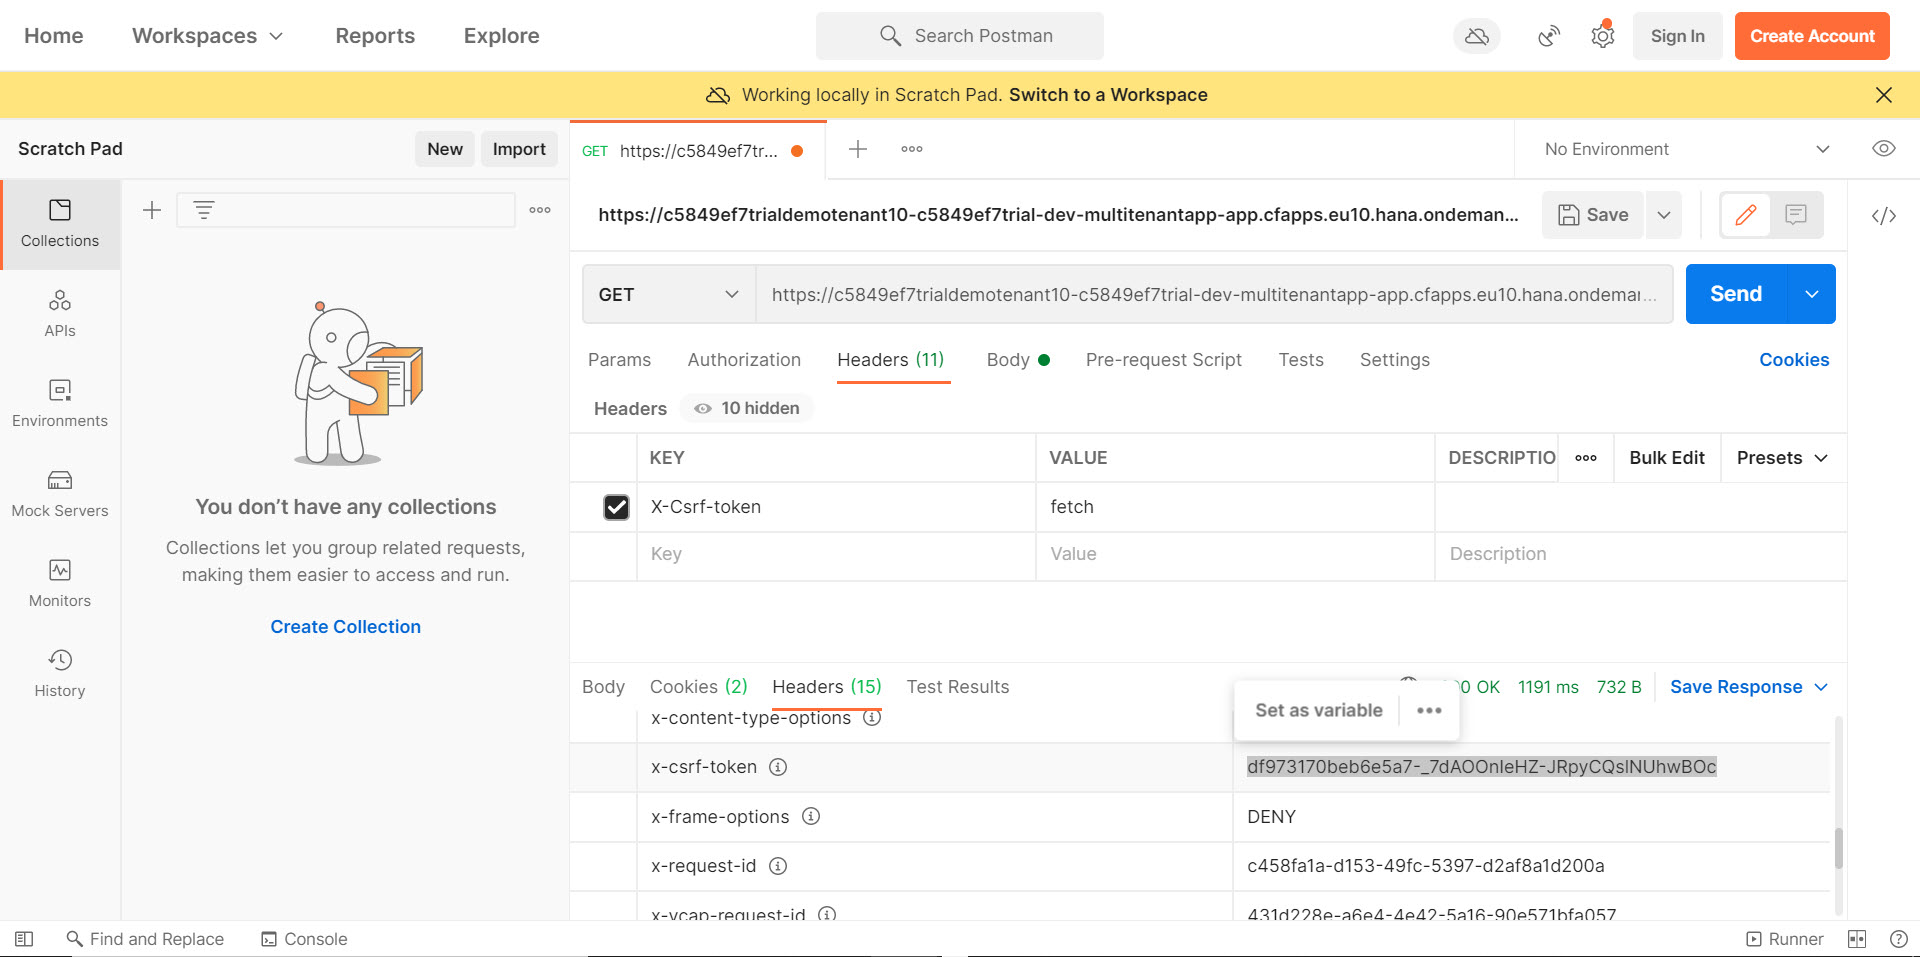 Home Workspaces Reports Explore Search Postman Sign In Create Account
Working locally in Scratch Pad. Switch to a Workspace
Scratch Pad New Import GET https://c5849ef7tr... No Environment
https://c5849ef7trialdemotenant10-c5849ef7trial-dev-multitenantapp-app.cfapps.eu10.hana.ondeman... Save
Collections
GET https://c5849ef7trialdemotenant10-c5849ef7trial-dev-multitenantapp-app.cfapps.eu10.hana.ondemar... Send
APIs
Params Authorization Headers (11) Body Pre-request Script Tests Settings Cookies
Headers 10 hidden
Environments
KEY VALUE DESCRIPTIO Bulk Edit Presets
X-Csrf-token fetch
Mock Servers
You don’t have any collections
Collections let you group related requests,
making them easier to access and run.
Key Value Description
Monitors
Create Collection
History
Body Cookies (2) Headers (15) Test Results 0 OK 1191 ms 732 B Save Response
Set as variable
x-content-type-options
x-csrf-token df973170beb6e5a7-_7dAOOnIeHZ-JRpyCQslNUhwBOc
x-frame-options DENY
x-request-id c458fa1a-d153-49fc-5397-d2af8a1d200a
x-vcap-request-id 431d228e-a6e4-4e42-5a16-90e571bfa057
Find and Replace Console Runner